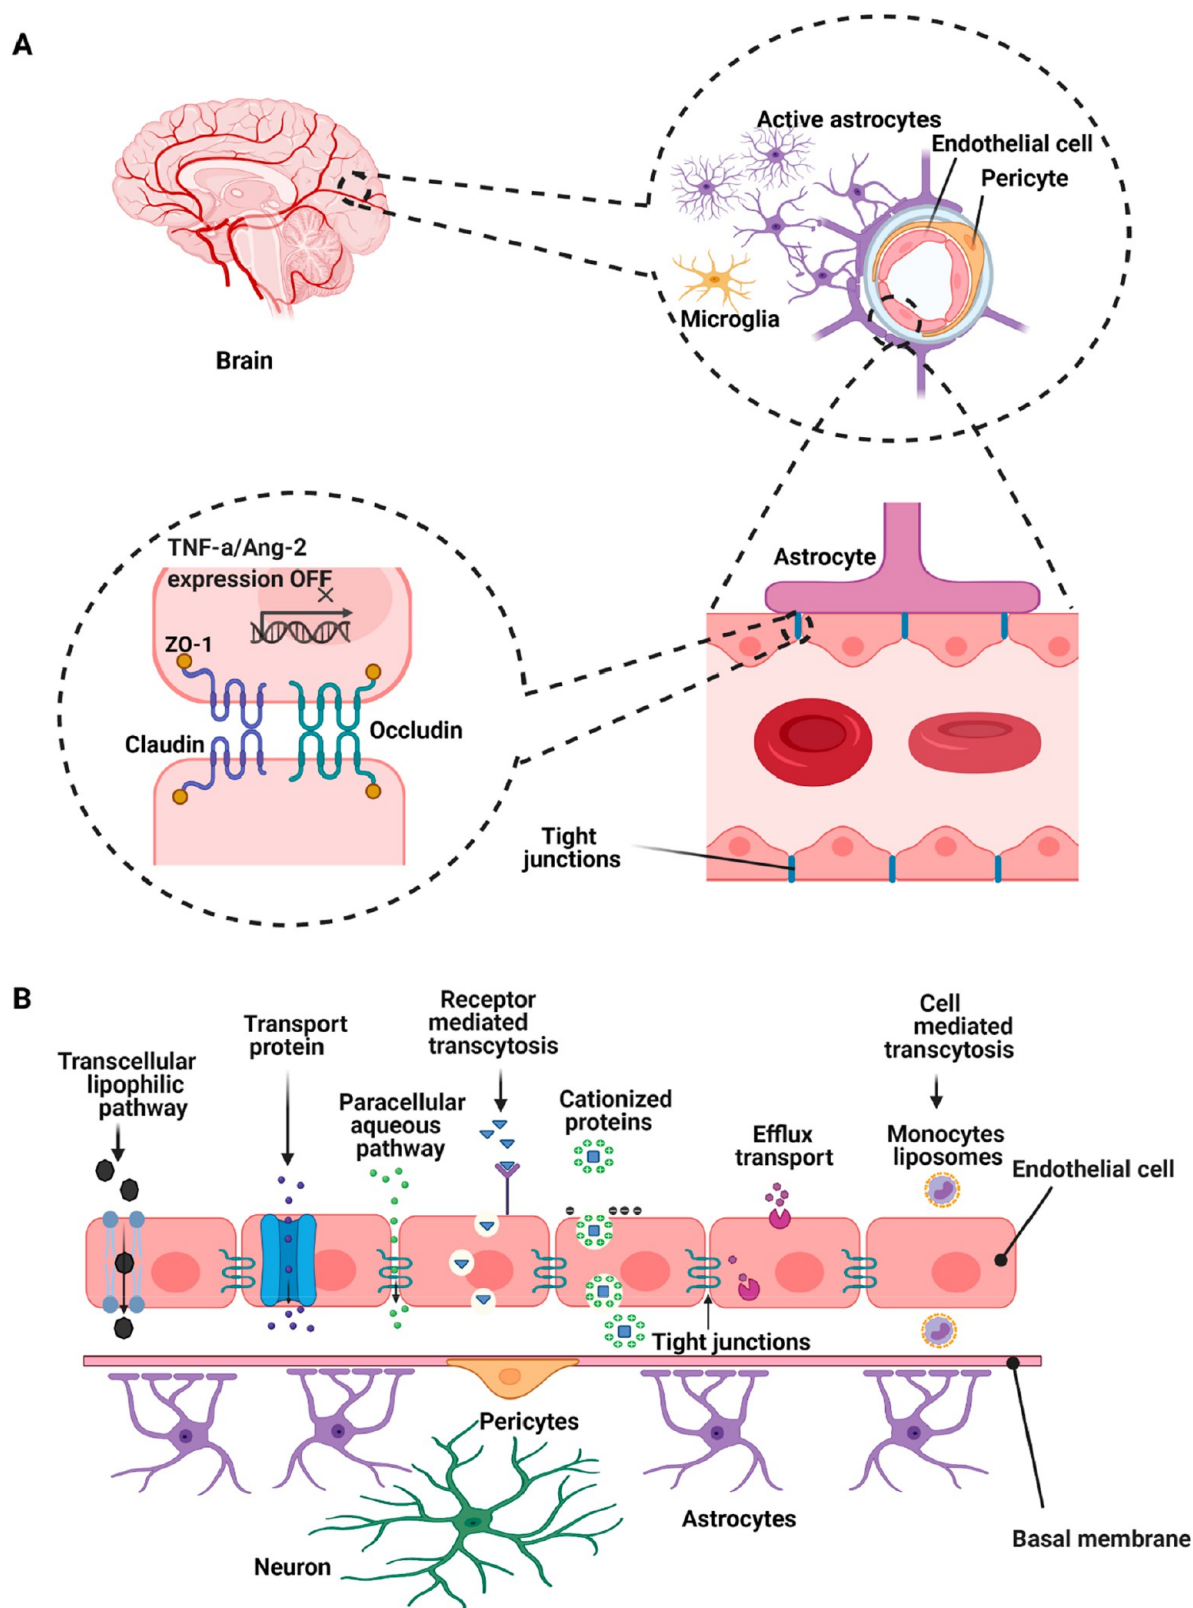 A
Active astrocytes
Endothelial cell
Pericyte
Microglia
Brain
TNF-a/Ang-2
expression OFF
ZO-1
Claudin
Occludin
Astrocyte
Tight
junctions
B
Transcellular
lipophilic
pathway
Transport
protein
Paracellular
aqueous
pathway
Receptor
mediated
transcytosis
Cationized
proteins
Efflux
transport
Cell
mediated
transcytosis
Monocytes
liposomes
Endothelial cell
Tight junctions
Pericytes
Astrocytes
Neuron
Basal membrane